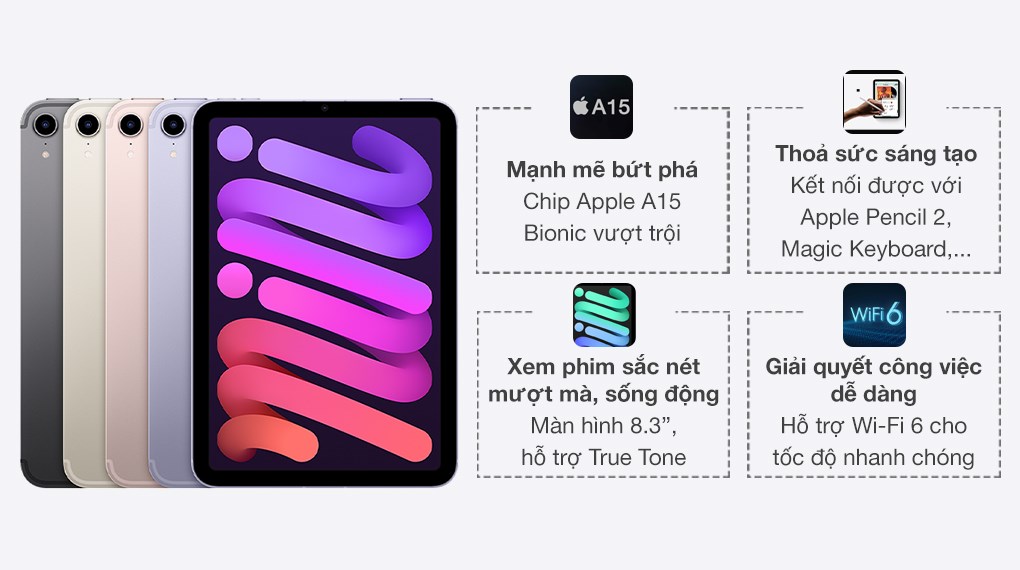 A15
Mạnh mẽ bứt phá
Chip Apple A15
Bionic vượt trội
Thoả sức sáng tạo
Kết nối được với
Apple Pencil 2,
Magic Keyboard,...
Xem phim sắc nét
mượt mà, sống động
Màn hình 8.3”,
hỗ trợ True Tone
WiFi 6
Giải quyết công việc
dễ dàng
Hỗ trợ Wi-Fi 6 cho
tốc độ nhanh chóng